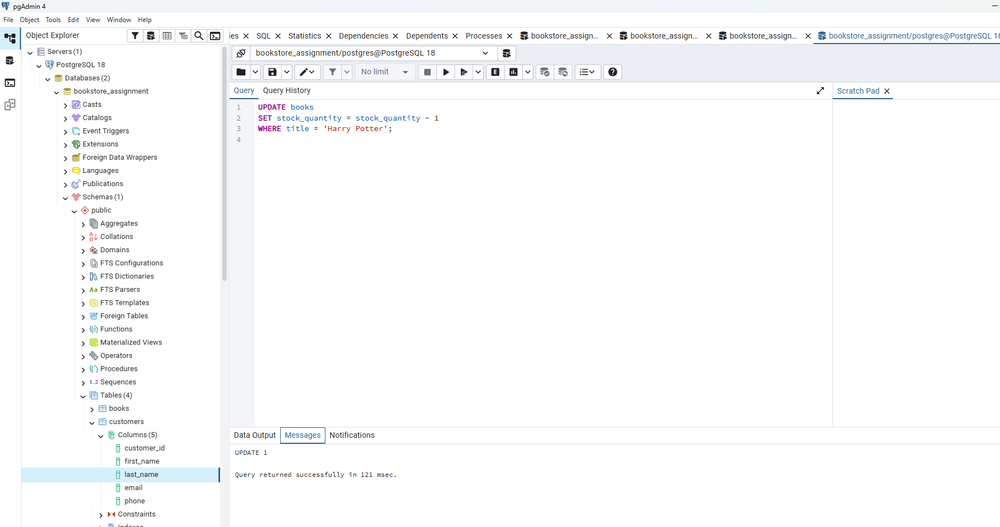 pgAdmin 4
File Object Tools Edit View Window Help
Object Explorer
ies SQL Statistics Dependencies Dependents Processes bookstore_assign... bookstore_assign... bookstore_assign... bookstore_assignment/postgres@PostgreSQL 18
bookstore_assignment/postgres@PostgreSQL 18
No limit
E
Query Query History
Scratch Pad
1 UPDATE books
2 SET stock_quantity = stock_quantity - 1
3 WHERE title = 'Harry Potter';
4
Servers (1)
PostgreSQL 18
Databases (2)
bookstore_assignment
Casts
Catalogs
Event Triggers
Extensions
Foreign Data Wrappers
Languages
Publications
Schemas (1)
public
Aggregates
Collations
Domains
FTS Configurations
FTS Dictionaries
Aa FTS Parsers
FTS Templates
Foreign Tables
Functions
Materialized Views
Operators
Procedures
1..3 Sequences
Tables (4)
books
customers
Columns (5)
customer_id
first_name
last_name
email
phone
Constraints
Indexes
Data Output Messages Notifications
UPDATE 1
Query returned successfully in 121 msec.